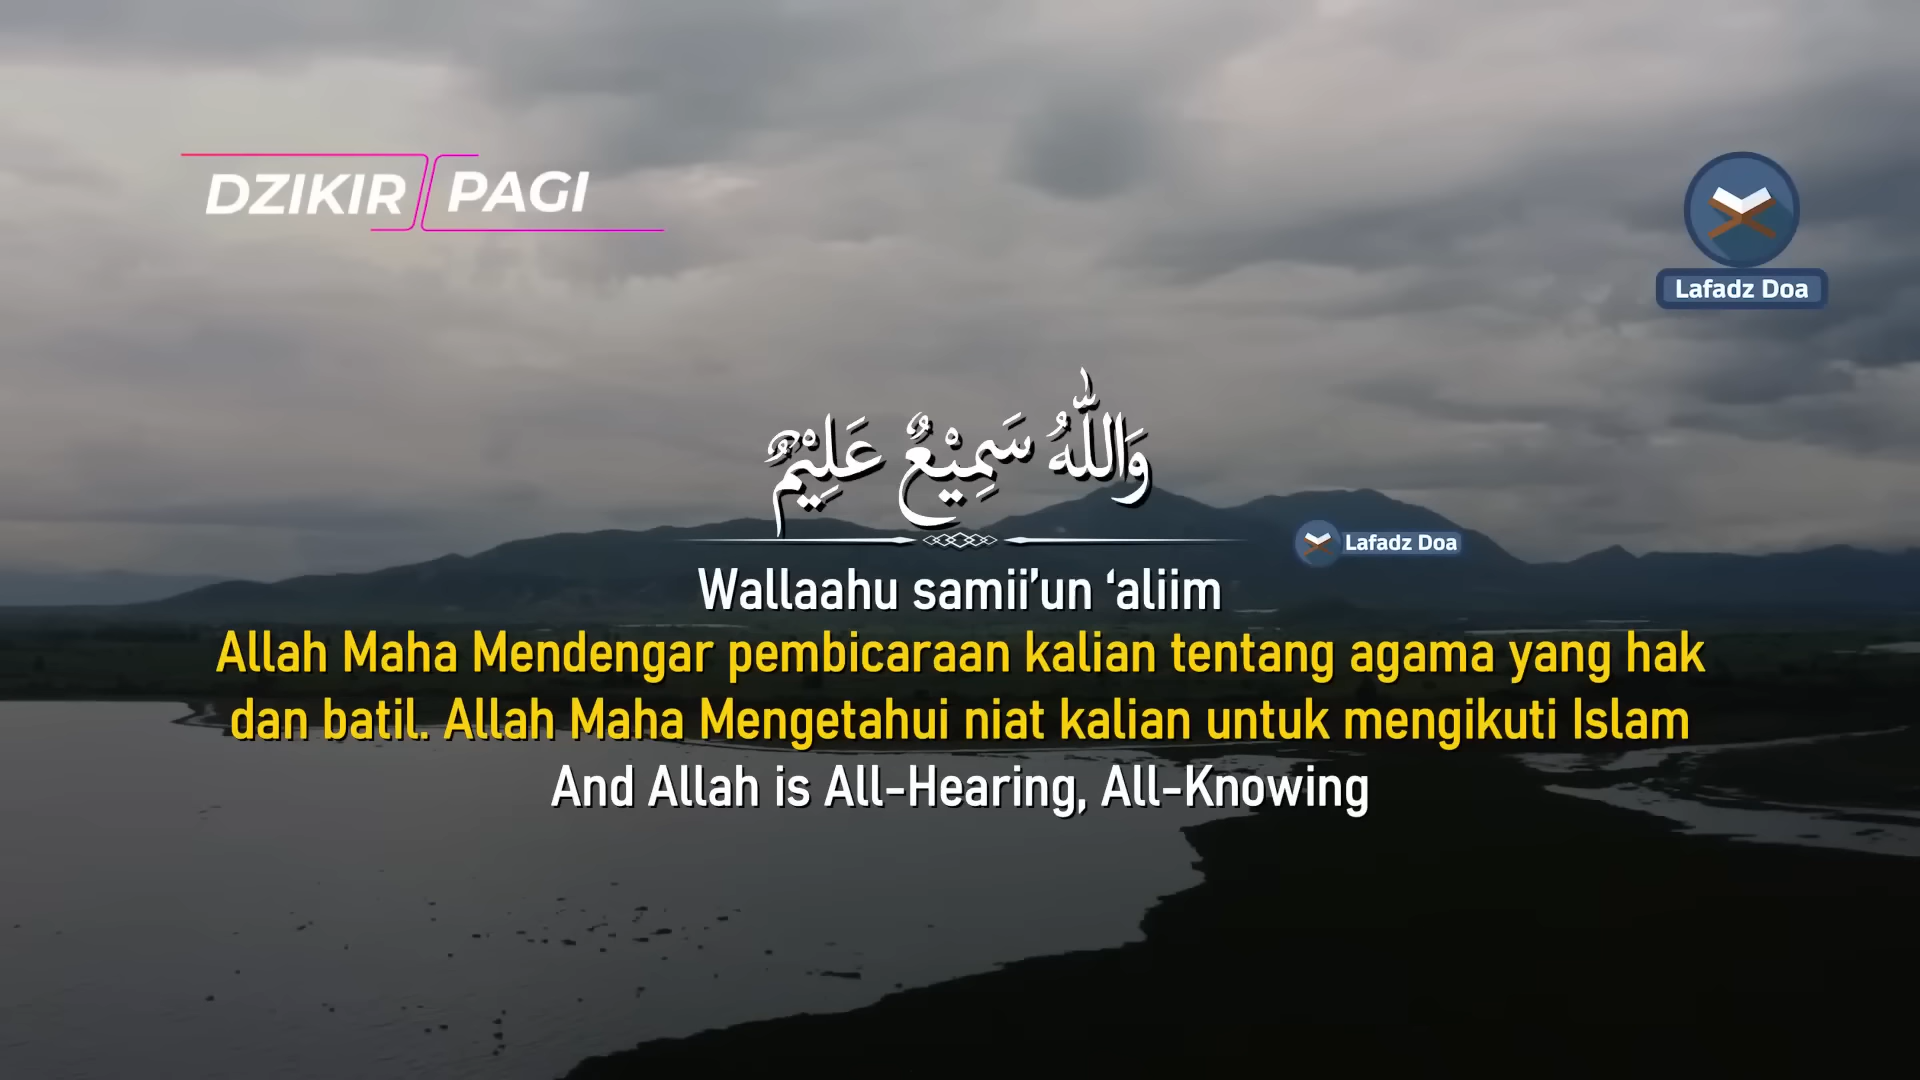 DZIKIR PAGI
Lafadz Doa
وَاللّٰهُ سَمِيْعٌ عَلِيْمٌ
Lafadz Doa
Wallaahu samii’un ‘aliim
Allah Maha Mendengar pembicaraan kalian tentang agama yang hak
dan batil. Allah Maha Mengetahui niat kalian untuk mengikuti Islam
And Allah is All-Hearing, All-Knowing